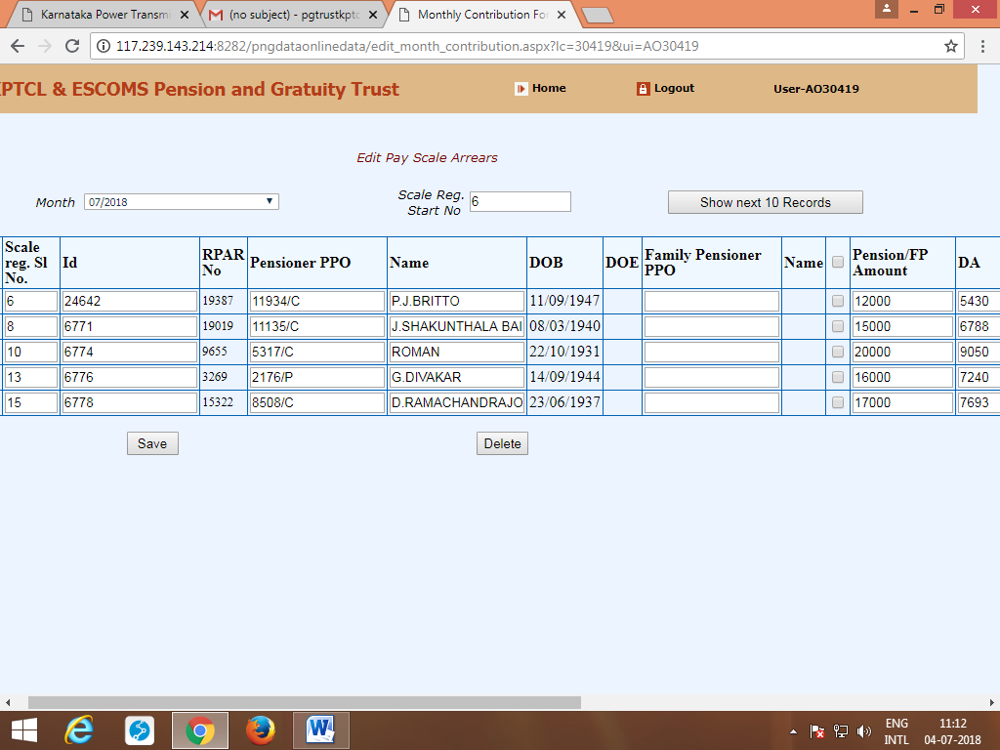 Karnataka Power Transm
(no subject) - pgtrustkptc
Monthly Contribution For
117.239.143.214:8282/pngdataonlinedata/edit_month_contribution.aspx?lc=30419&ui=AO30419
PTCL & ESCOMS Pension and Gratuity Trust Home Logout User-AO30419
Edit Pay Scale Arrears
Month 07/2018 Scale Reg. Start No 6 Show next 10 Records
Scale reg. Sl No. Id RPAR No Pensioner PPO Name DOB DOE Family Pensioner PPO Name Pension/FP Amount DA
6 24642 19387 11934/C P.J.BRITTO 11/09/1947 12000 5430
8 6771 19019 11135/C J.SHAKUNTHALA BAI 08/03/1940 15000 6788
10 6774 9655 5317/C ROMAN 22/10/1931 20000 9050
13 6776 3269 2176/P G.DIVAKAR 14/09/1944 16000 7240
15 6778 15322 8508/C D.RAMACHANDRAJO 23/06/1937 17000 7693
Save Delete
ENG 11:12
INTL 04-07-2018